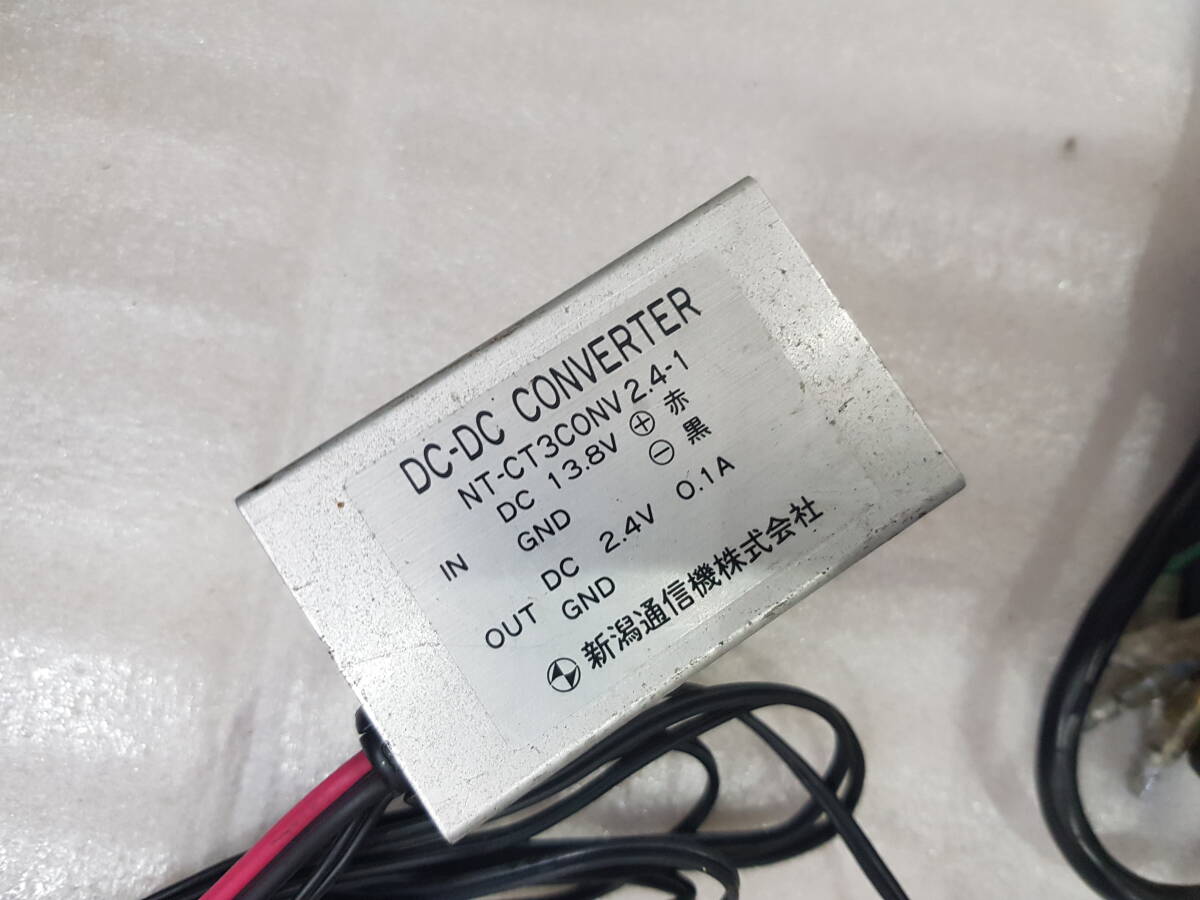 DC-DC CONVERTER
NT-CT3CONV2.4-1
IN DC 13.8V ⊕ 赤
GND ⊖ 黒
OUT DC 2.4V 0.1A
GND
新潟通信機株式会社